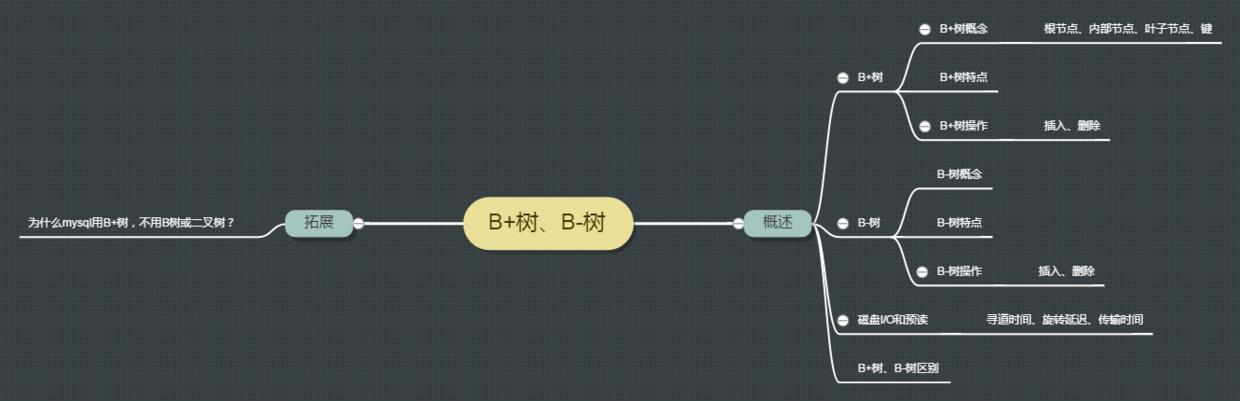 B+树概念
根节点、内部节点、叶子节点、键
B+树
B+树特点
B+树操作
插入、删除
B-树概念
为什么mysql用B+树，不用B树或二叉树？
拓展
B+树、B-树
概述
B-树
B-树特点
B-树操作
插入、删除
磁盘I/O和预读
寻道时间、旋转延迟、传输时间
B+树、B-树区别